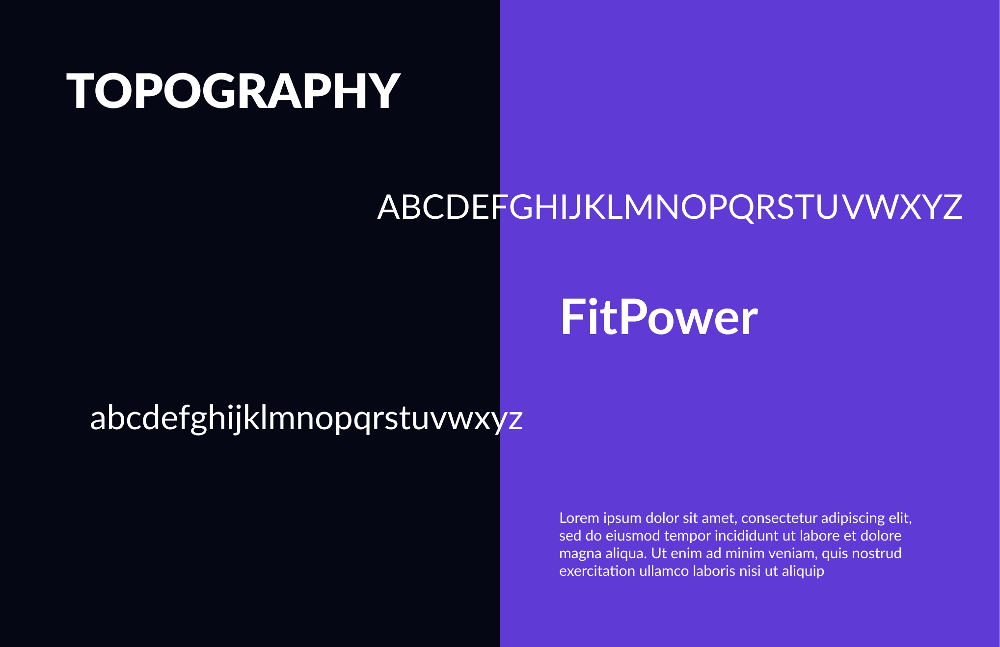 TOPOGRAPHY
ABCDEFGHIJKLMNOPQRSTUVWXYZ
FitPower
abcdefghijklmnopqrstuvwxyz
Lorem ipsum dolor sit amet, consectetur adipiscing elit,
sed do eiusmod tempor incididunt ut labore et dolore
magna aliqua. Ut enim ad minim veniam, quis nostrud
exercitation ullamco laboris nisi ut aliquip